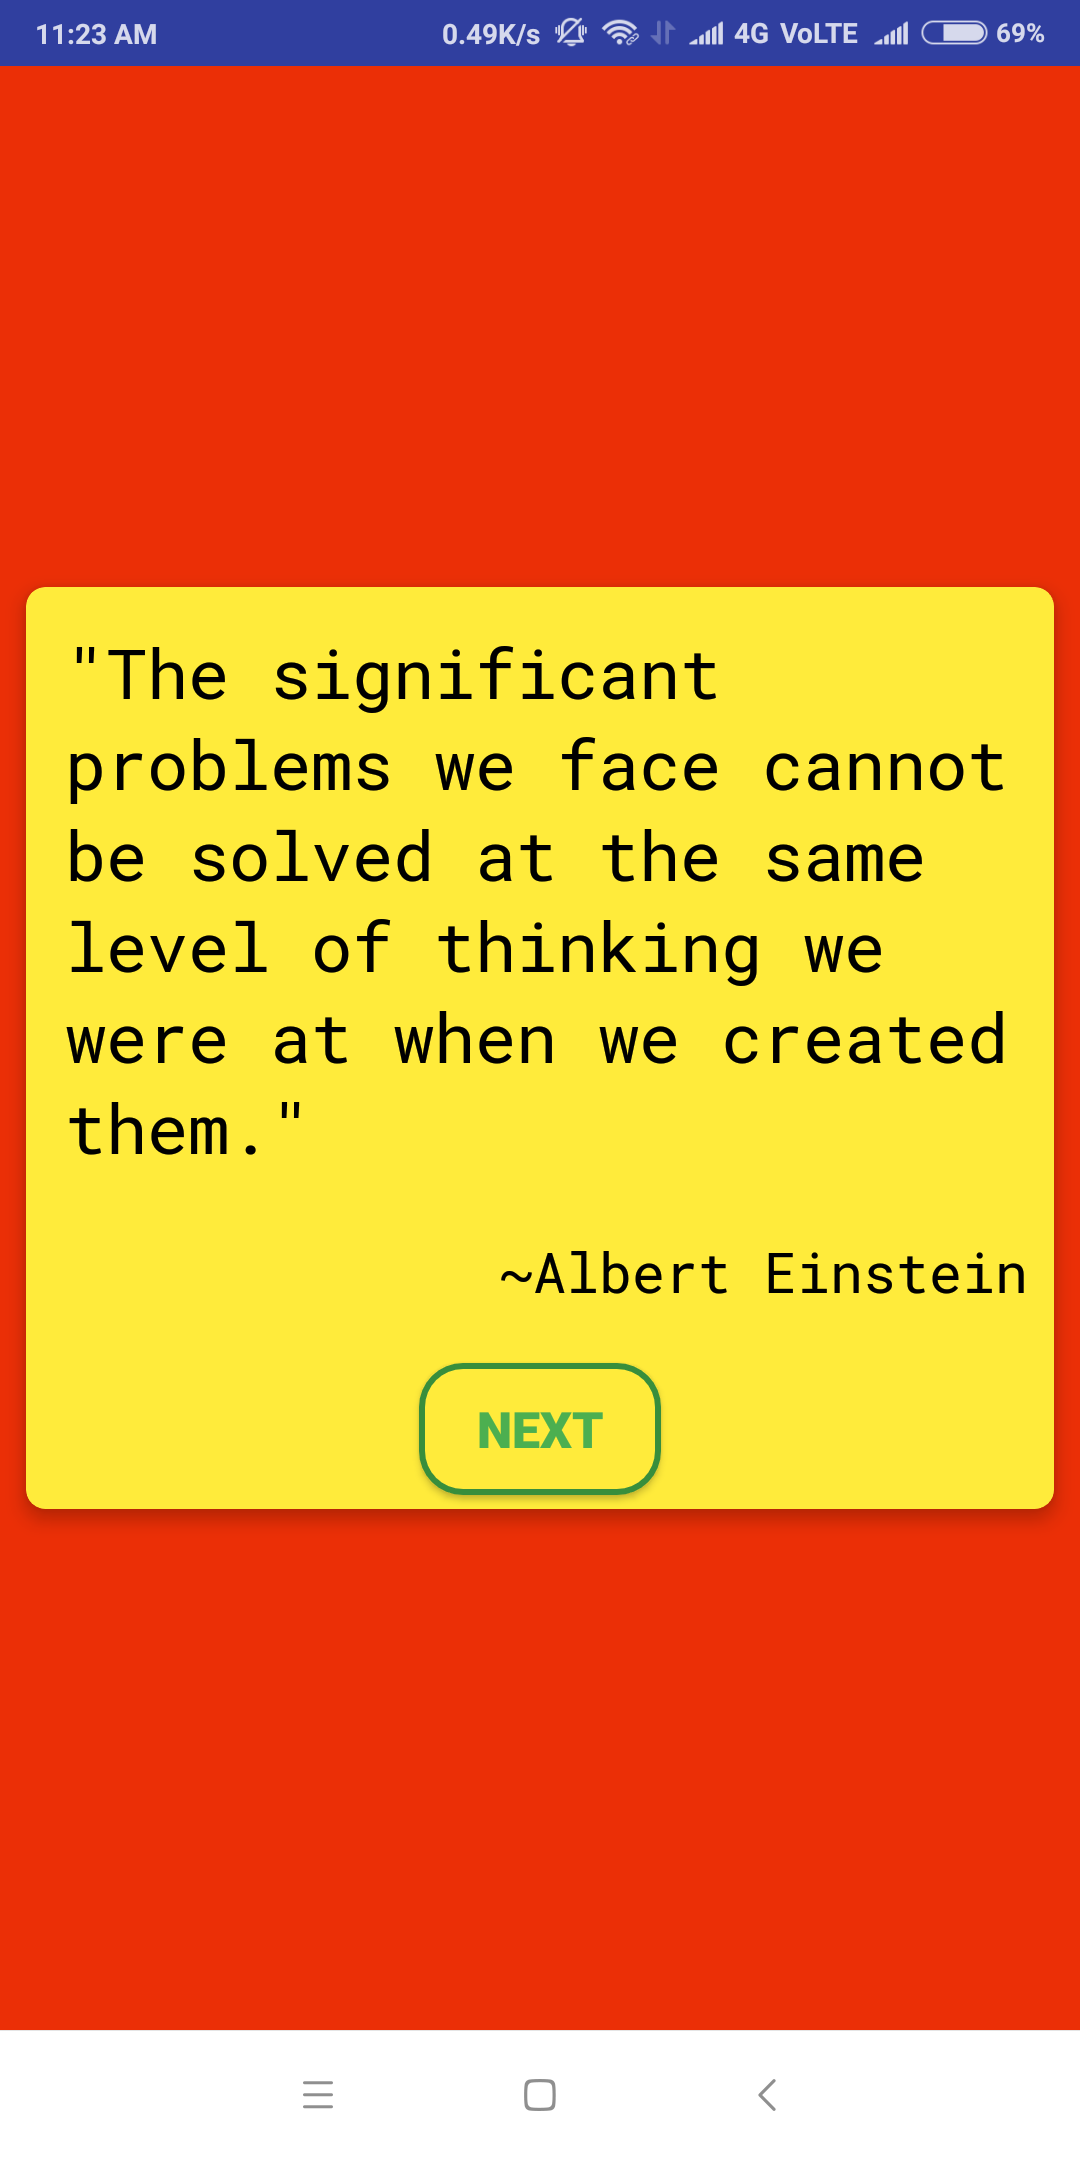 11:23 AM 0.49K/s 4G VoLTE 69%
"The significant
problems we face cannot
be solved at the same
level of thinking we
were at when we created
them."
~Albert Einstein
NEXT